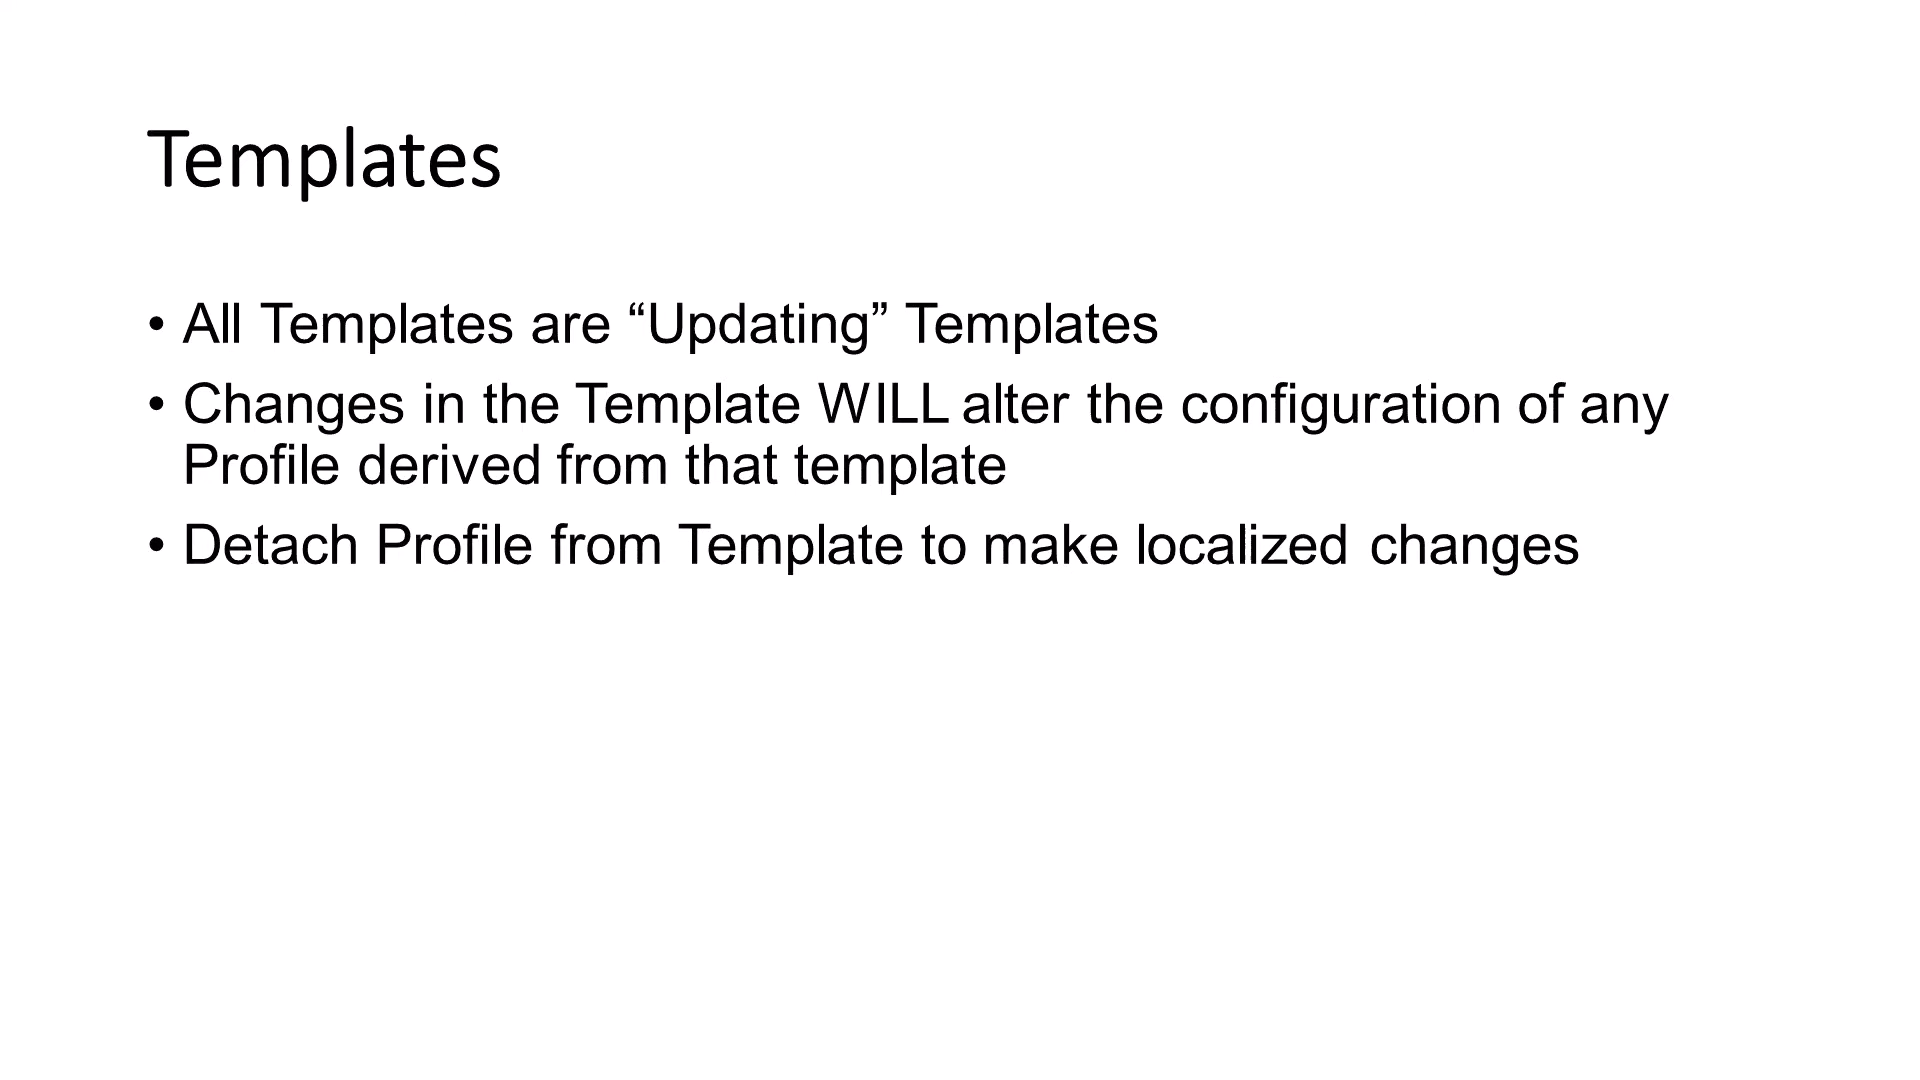 Templates
• All Templates are “Updating” Templates
• Changes in the Template WILL alter the configuration of any
Profile derived from that template
• Detach Profile from Template to make localized changes